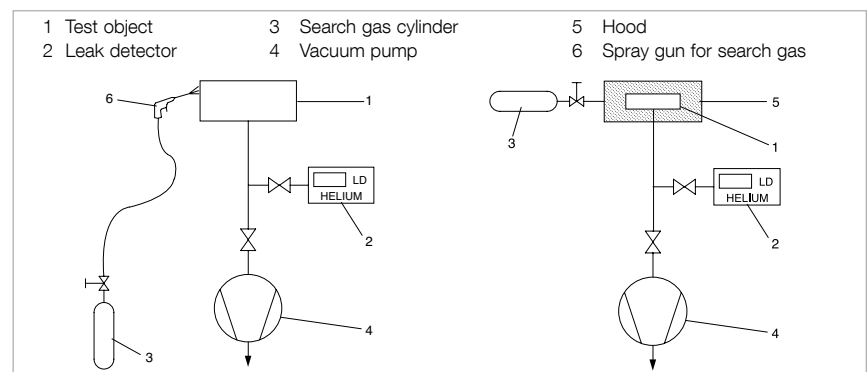 1 Test object 3 Search gas cylinder 5 Hood
2 Leak detector 4 Vacuum pump 6 Spray gun for search gas
6
1
3
5
1
LD
HELIUM
2
LD
HELIUM
2
4
4
3